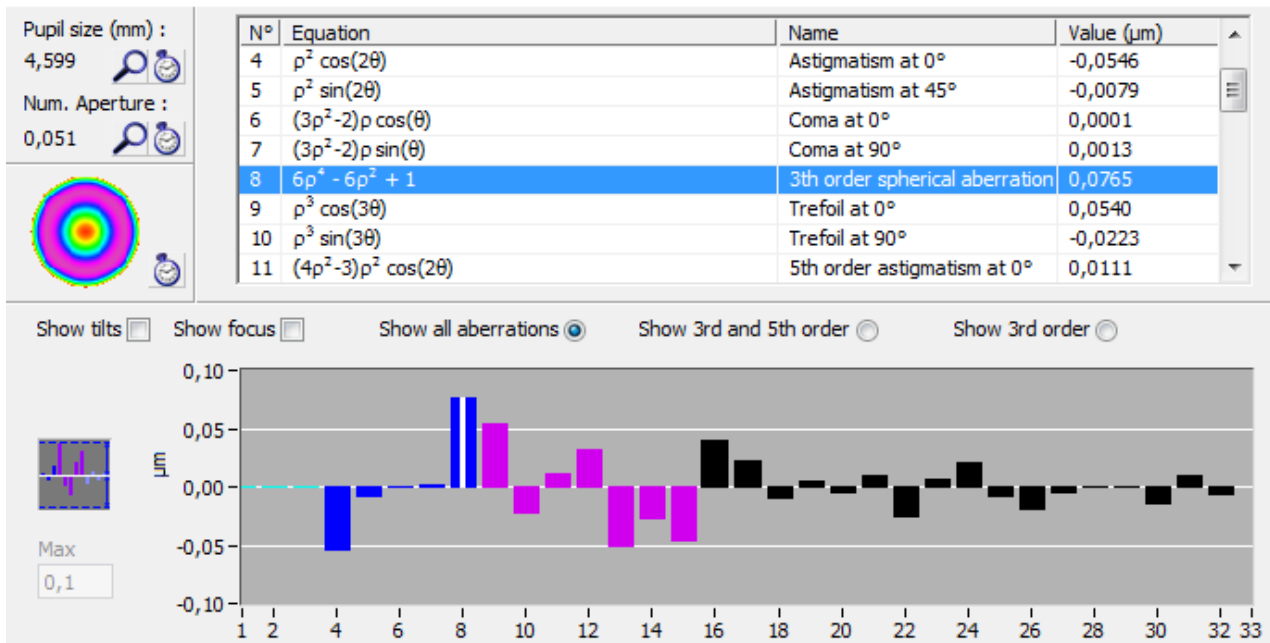 Pupil size (mm) :
4,599
Num. Aperture :
0,051
N° Equation Name Value (µm)
4 ρ² cos(2θ) Astigmatism at 0° -0,0546
5 ρ² sin(2θ) Astigmatism at 45° -0,0079
6 (3ρ²-2)ρ cos(θ) Coma at 0° 0,0001
7 (3ρ²-2)ρ sin(θ) Coma at 90° 0,0013
8 6ρ⁴ - 6ρ² + 1 3th order spherical aberration 0,0765
9 ρ³ cos(3θ) Trefoil at 0° 0,0540
10 ρ³ sin(3θ) Trefoil at 90° -0,0223
11 (4ρ²-3)ρ² cos(2θ) 5th order astigmatism at 0° 0,0111
Show tilts Show focus Show all aberrations Show 3rd and 5th order Show 3rd order
0,10
0,05
µm
0,00
Max
-0,05
0,1
-0,10
1 2 4 6 8 10 12 14 16 18 20 22 24 26 28 30 32 33